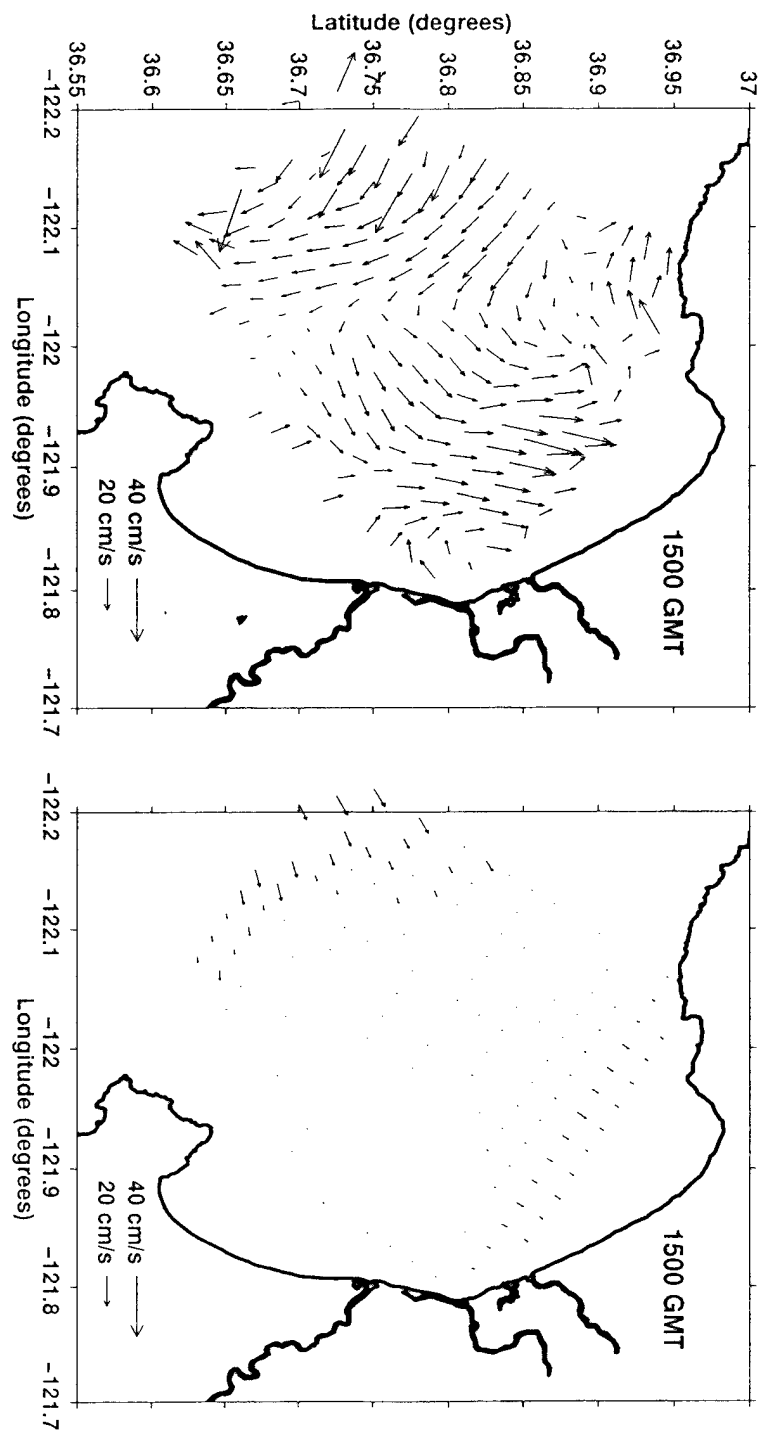 Latitude (degrees)
37
36.95
36.9
36.85
36.8
36.75
36.7
36.65
36.6
36.55
1500 GMT
40 cm/s
20 cm/s
-122.2
-122.1
-122
-121.9
-121.8
-121.7
Longitude (degrees)
1500 GMT
40 cm/s
20 cm/s
-122.2
-122.1
-122
-121.9
-121.8
-121.7
Longitude (degrees)